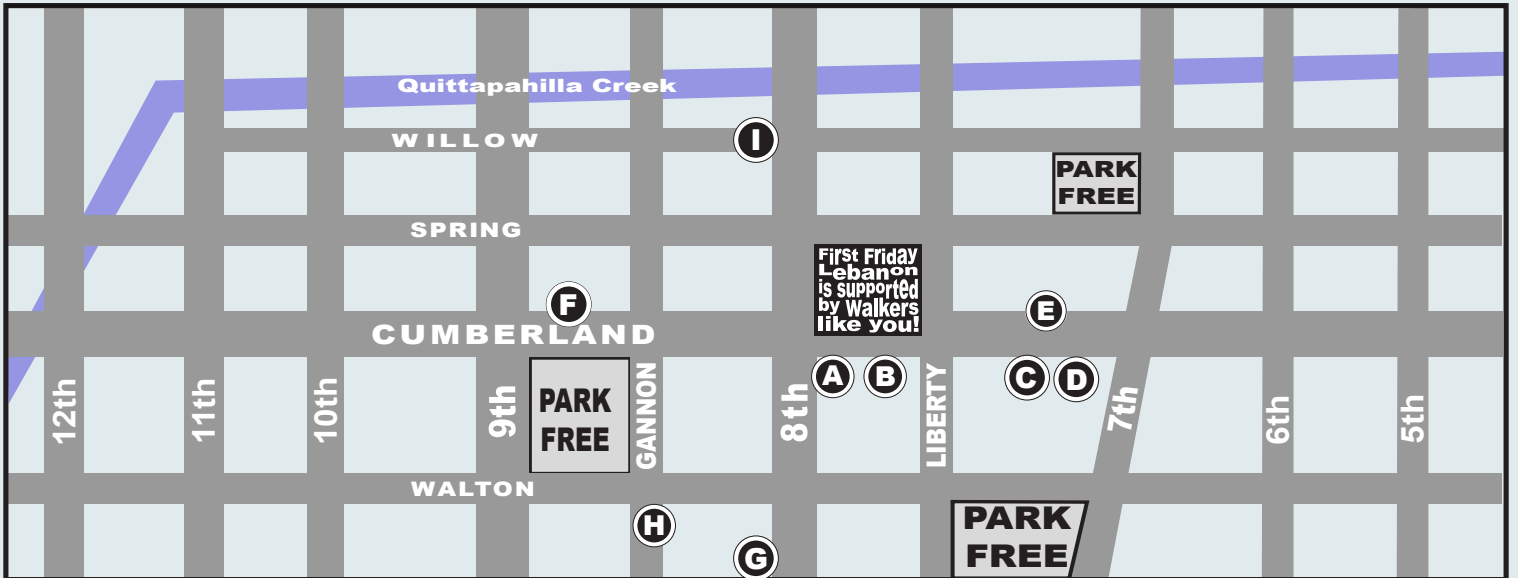 Quittapahilla Creek
WILLOW
I
PARK
FREE
SPRING
First Friday
Lebanon
is supported
by Walkers
like you!
F
E
CUMBERLAND
A
B
C
D
12th
11th
10th
9th
PARK
FREE
GANNON
8th
LIBERTY
7th
6th
5th
WALTON
H
G
PARK
FREE